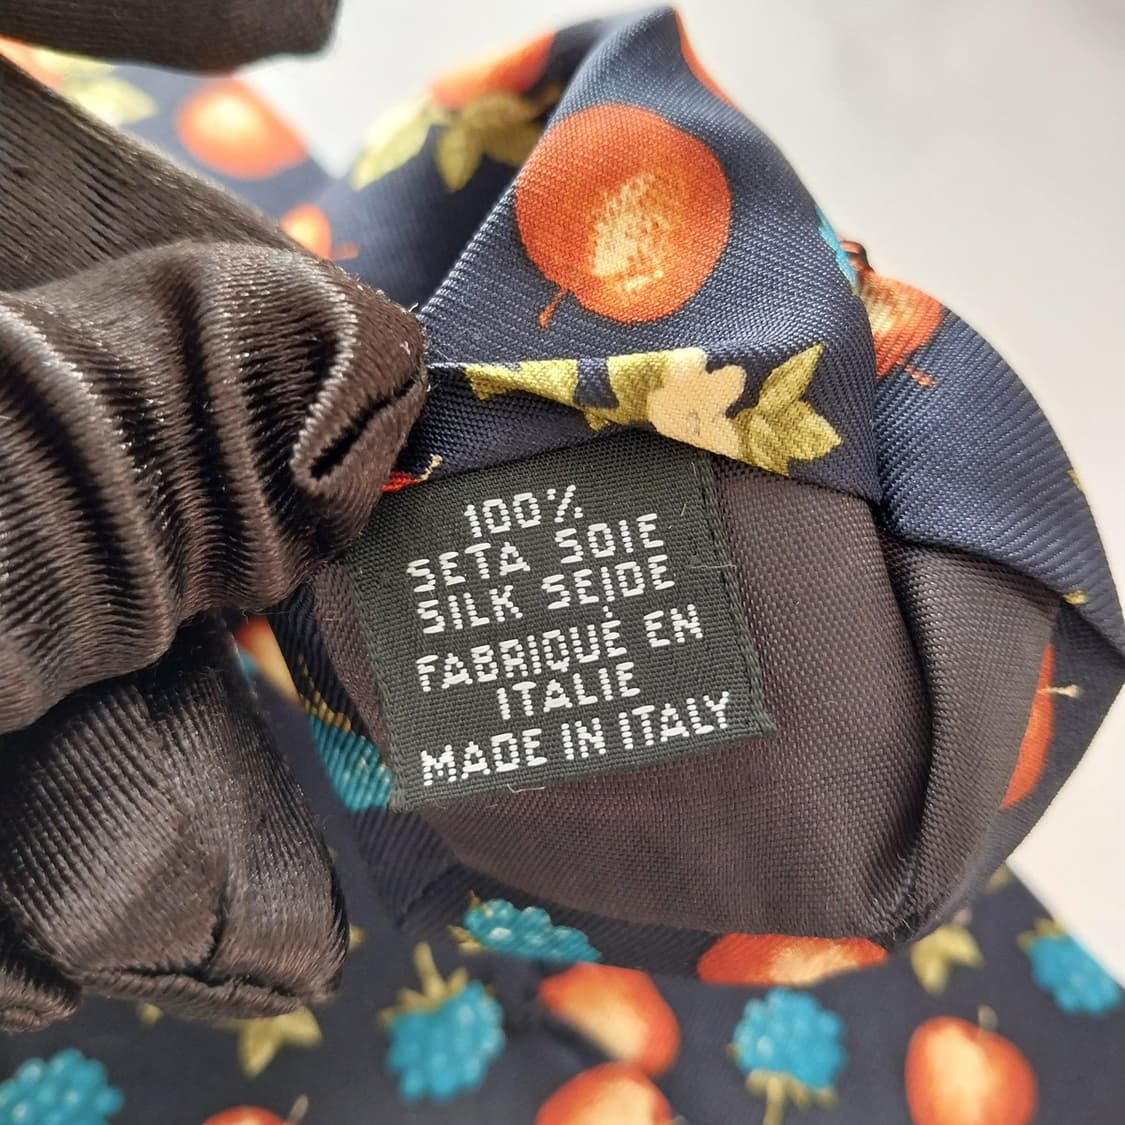 100%
SETA SOIE
SILK SEIDE
FABRIQUÉ EN
ITALIE
MADE IN ITALY